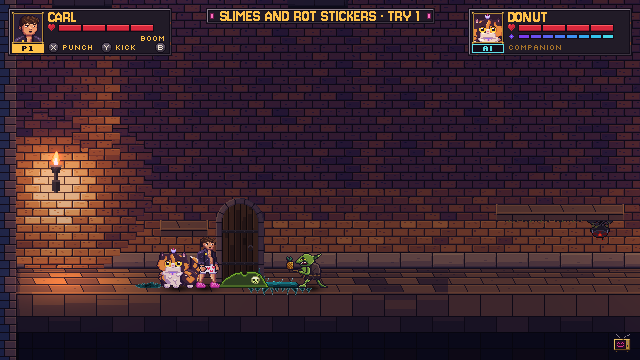 CARL
P1
X PUNCH Y KICK
BOOM
B
SLIMES AND ROT STICKERS · TRY 1
DONUT
AI
COMPANION